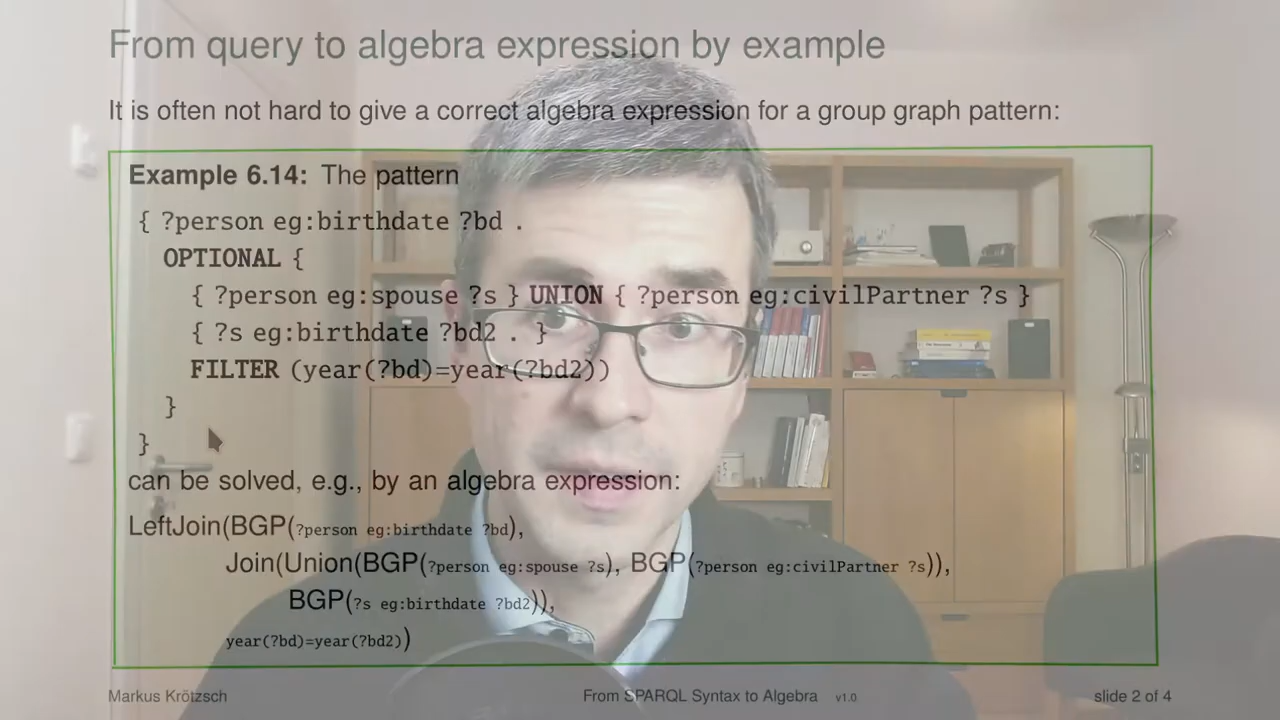 From query to algebra expression by example
It is often not hard to give a correct algebra expression for a group graph pattern:
Example 6.14: The pattern
{ ?person eg:birthdate ?bd .
OPTIONAL {
{ ?person eg:spouse ?s } UNION { ?person eg:civilPartner ?s }
{ ?s eg:birthdate ?bd2 . }
FILTER (year(?bd)=year(?bd2))
}
}
can be solved, e.g., by an algebra expression:
LeftJoin(BGP(?person eg:birthdate ?bd),
Join(Union(BGP(?person eg:spouse ?s), BGP(?person eg:civilPartner ?s)),
BGP(?s eg:birthdate ?bd2)),
year(?bd)=year(?bd2))
Markus Krötzsch From SPARQL Syntax to Algebra v1.0 slide 2 of 4